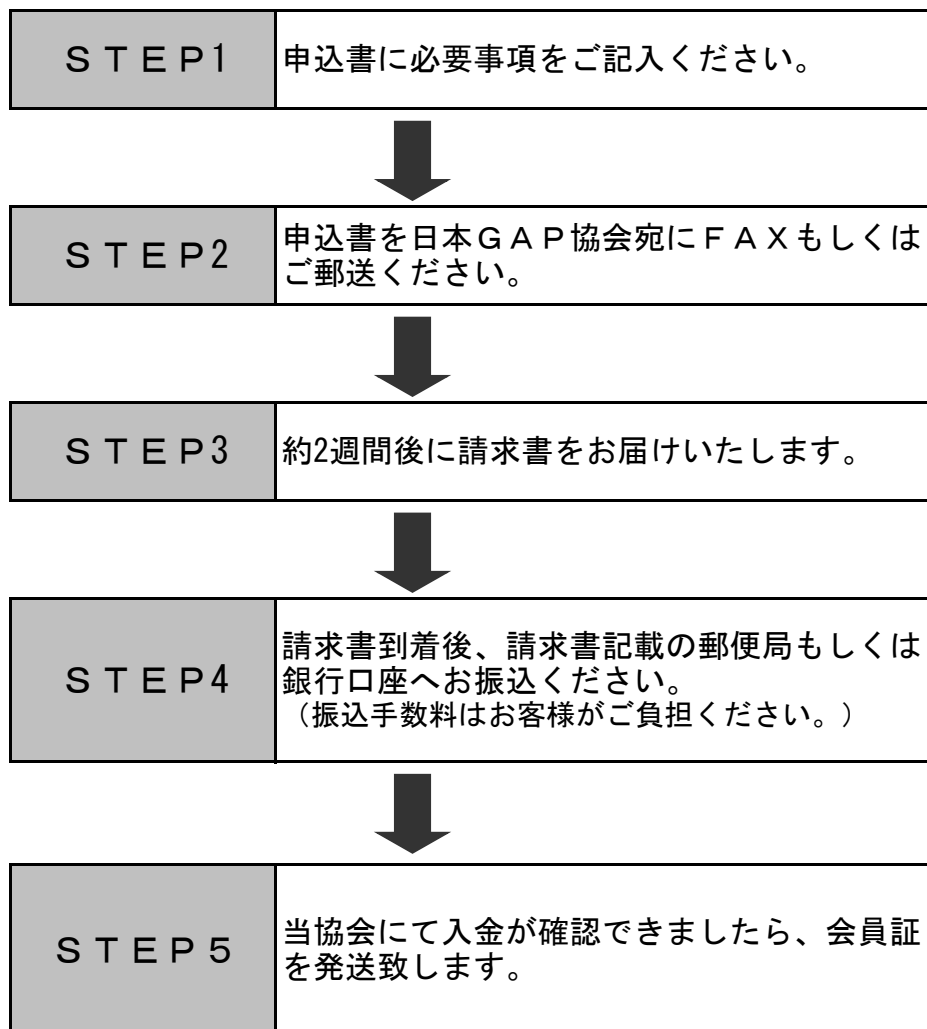 ＳＴＥＰ1
申込書に必要事項をご記入ください。
ＳＴＥＰ2
申込書を日本ＧＡＰ協会宛にＦＡＸもしくは
ご郵送ください。
ＳＴＥＰ3
約2週間後に請求書をお届けいたします。
ＳＴＥＰ4
請求書到着後、請求書記載の郵便局もしくは
銀行口座へお振込ください。
（振込手数料はお客様がご負担ください。）
ＳＴＥＰ５
当協会にて入金が確認できましたら、会員証
を発送致します。